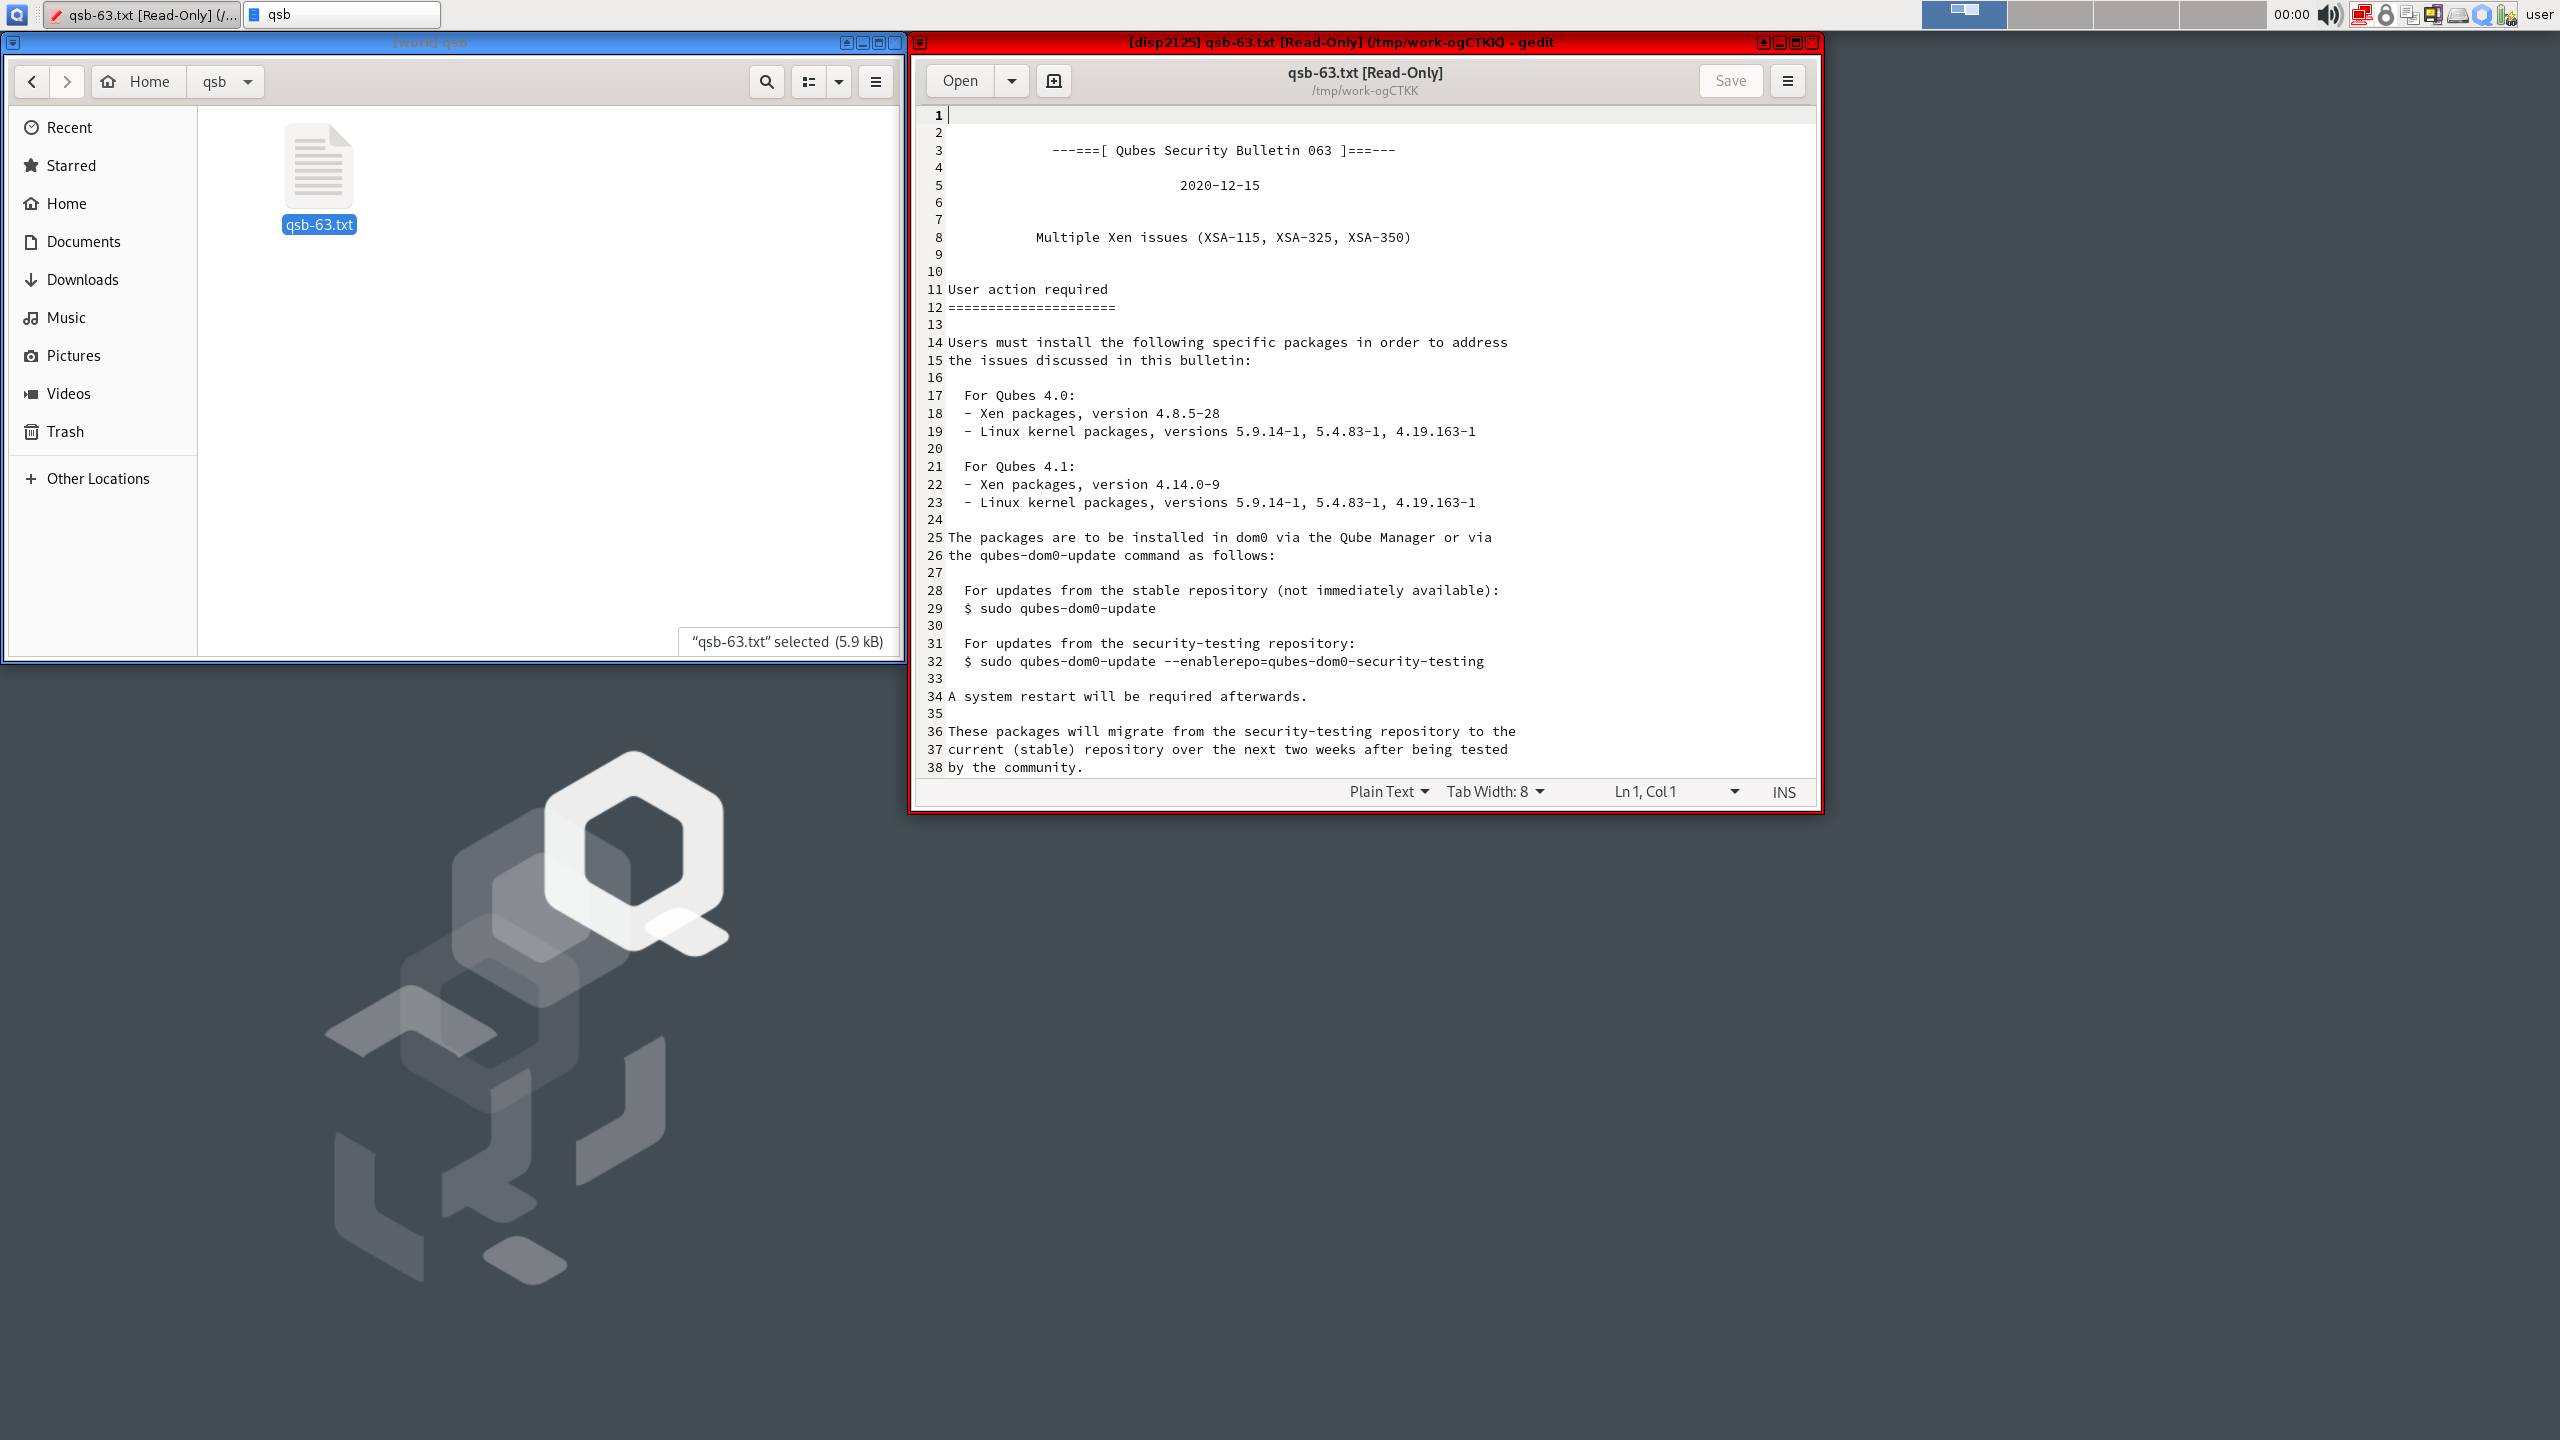 qsb-63.txt [Read-Only] (/...
qsb
00:00
user
[work] qsb
Home
qsb
Recent
Starred
Home
Documents
Downloads
Music
Pictures
Videos
Trash
Other Locations
qsb-63.txt
“qsb-63.txt” selected (5.9 kB)
[disp2125] qsb-63.txt [Read-Only] (/tmp/work-ogCTKK) - gedit
Open
qsb-63.txt [Read-Only]
/tmp/work-ogCTKK
Save
1
2
3 ---===[ Qubes Security Bulletin 063 ]===---
4
5 2020-12-15
6
7
8 Multiple Xen issues (XSA-115, XSA-325, XSA-350)
9
10
11 User action required
12 =====================
13
14 Users must install the following specific packages in order to address
15 the issues discussed in this bulletin:
16
17 For Qubes 4.0:
18 - Xen packages, version 4.8.5-28
19 - Linux kernel packages, versions 5.9.14-1, 5.4.83-1, 4.19.163-1
20
21 For Qubes 4.1:
22 - Xen packages, version 4.14.0-9
23 - Linux kernel packages, versions 5.9.14-1, 5.4.83-1, 4.19.163-1
24
25 The packages are to be installed in dom0 via the Qube Manager or via
26 the qubes-dom0-update command as follows:
27
28 For updates from the stable repository (not immediately available):
29 $ sudo qubes-dom0-update
30
31 For updates from the security-testing repository:
32 $ sudo qubes-dom0-update --enablerepo=qubes-dom0-security-testing
33
34 A system restart will be required afterwards.
35
36 These packages will migrate from the security-testing repository to the
37 current (stable) repository over the next two weeks after being tested
38 by the community.
Plain Text
Tab Width: 8
Ln 1, Col 1
INS